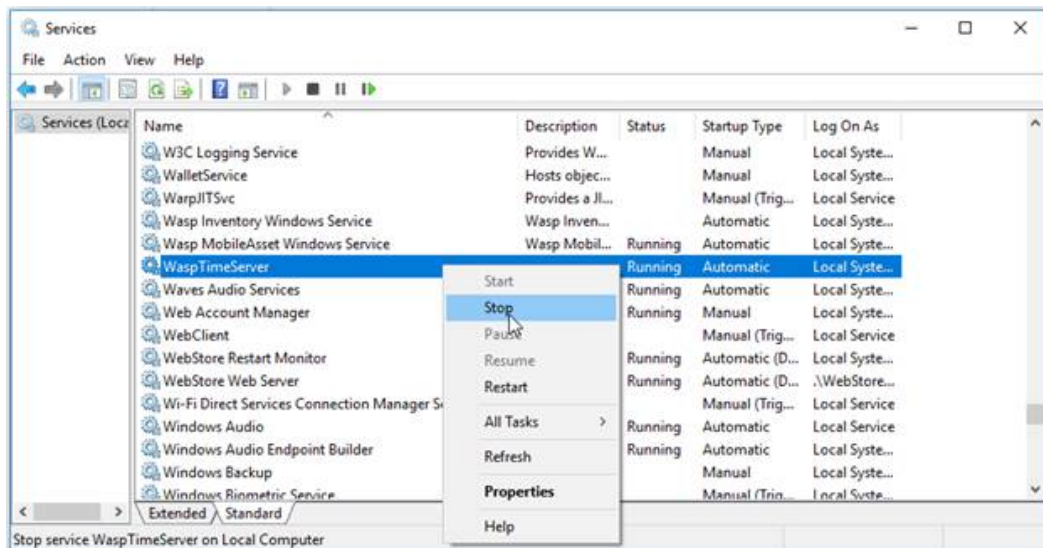 Services
File Action View Help
Services (Loca
Name Description Status Startup Type Log On As
W3C Logging Service Provides W... Manual Local Syste...
WalletService Hosts objec... Manual Local Syste...
WarpJITSvc Provides a JI... Manual (Trig... Local Service
Wasp Inventory Windows Service Wasp Inven... Automatic Local Syste...
Wasp MobileAsset Windows Service Wasp Mobil... Running Automatic Local Syste...
WaspTimeServer Running Automatic Local Syste...
Waves Audio Services Running Automatic Local Syste...
Web Account Manager Running Manual Local Syste...
WebClient Manual (Trig... Local Service
WebStore Restart Monitor Running Automatic (D... Local Syste...
WebStore Web Server Running Automatic (D... .\WebStore...
Wi-Fi Direct Services Connection Manager Se Manual (Trig... Local Service
Windows Audio Running Automatic Local Service
Windows Audio Endpoint Builder Running Automatic Local Syste...
Windows Backup Manual Local Syste...
Windows Biometric Service Manual (Trig... Local Syste...
Start
Stop
Pause
Resume
Restart
All Tasks >
Refresh
Properties
Help
Extended Standard
Stop service WaspTimeServer on Local Computer